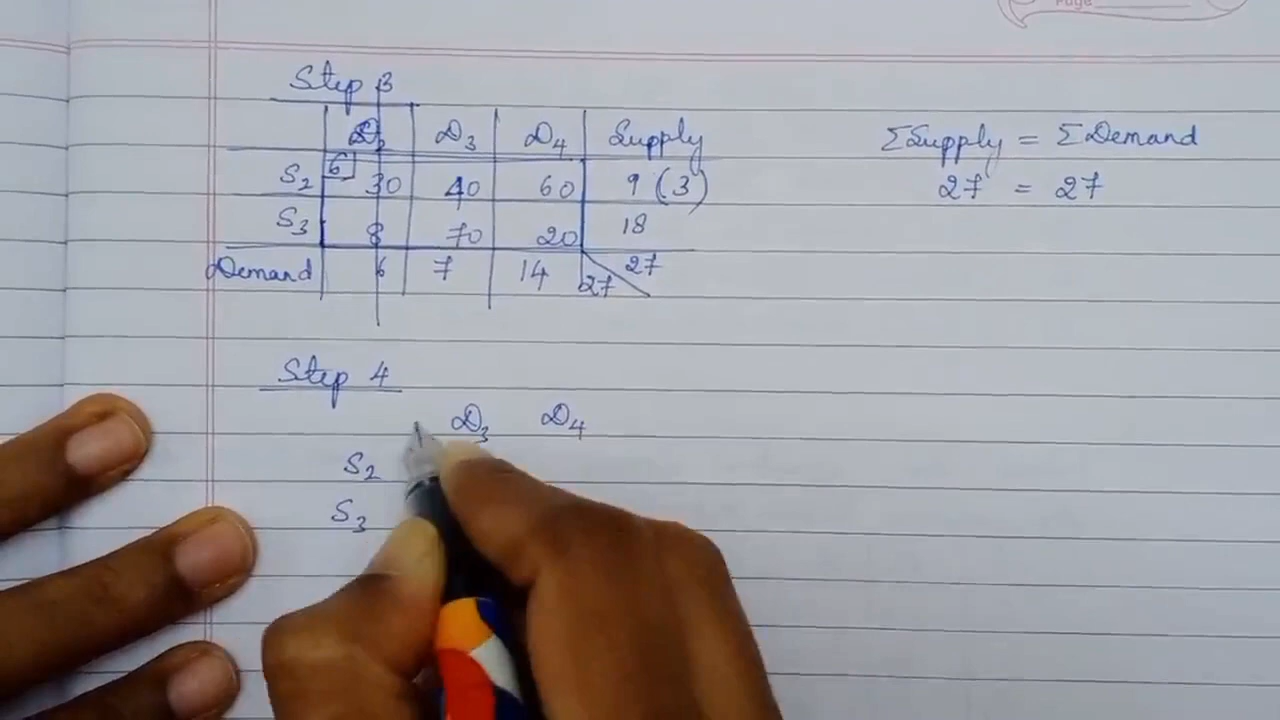 Page
Step 3
D₂ D₃ D₄ Supply
S₂ 6 30 40 60 9 (3)
S₃ 8 70 20 18
Demand 6 7 14 27 27
ΣSupply = ΣDemand
27 = 27
Step 4
D₃ D₄
S₂
S₃